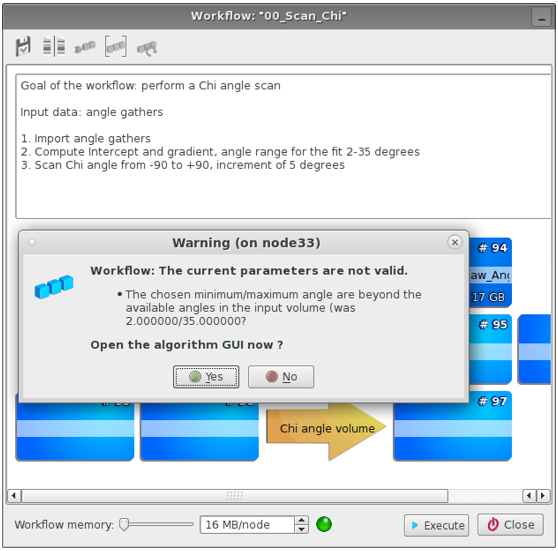 Workflow: "00_Scan_Chi"
Goal of the workflow: perform a Chi angle scan
Input data: angle gathers
1. Import angle gathers
2. Compute Intercept and gradient, angle range for the fit 2-35 degrees
3. Scan Chi angle from -90 to +90, increment of 5 degrees
Warning (on node33)
Workflow: The current parameters are not valid.
• The chosen minimum/maximum angle are beyond the
available angles in the input volume (was
2.000000/35.000000?
Open the algorithm GUI now ?
Yes
No
# 94
aw_Ang
17 GB
# 95
Chi angle volume
# 97
Workflow memory:
16 MB/node
Execute
Close